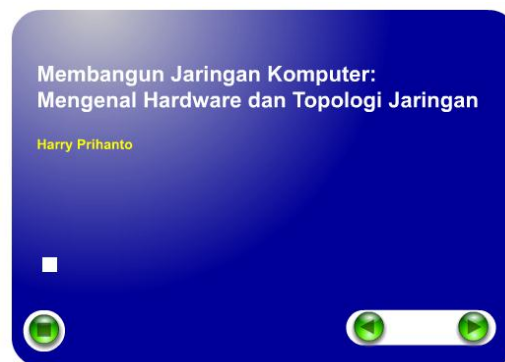 Membangun Jaringan Komputer:
Mengenal Hardware dan Topologi Jaringan
Harry Prihanto